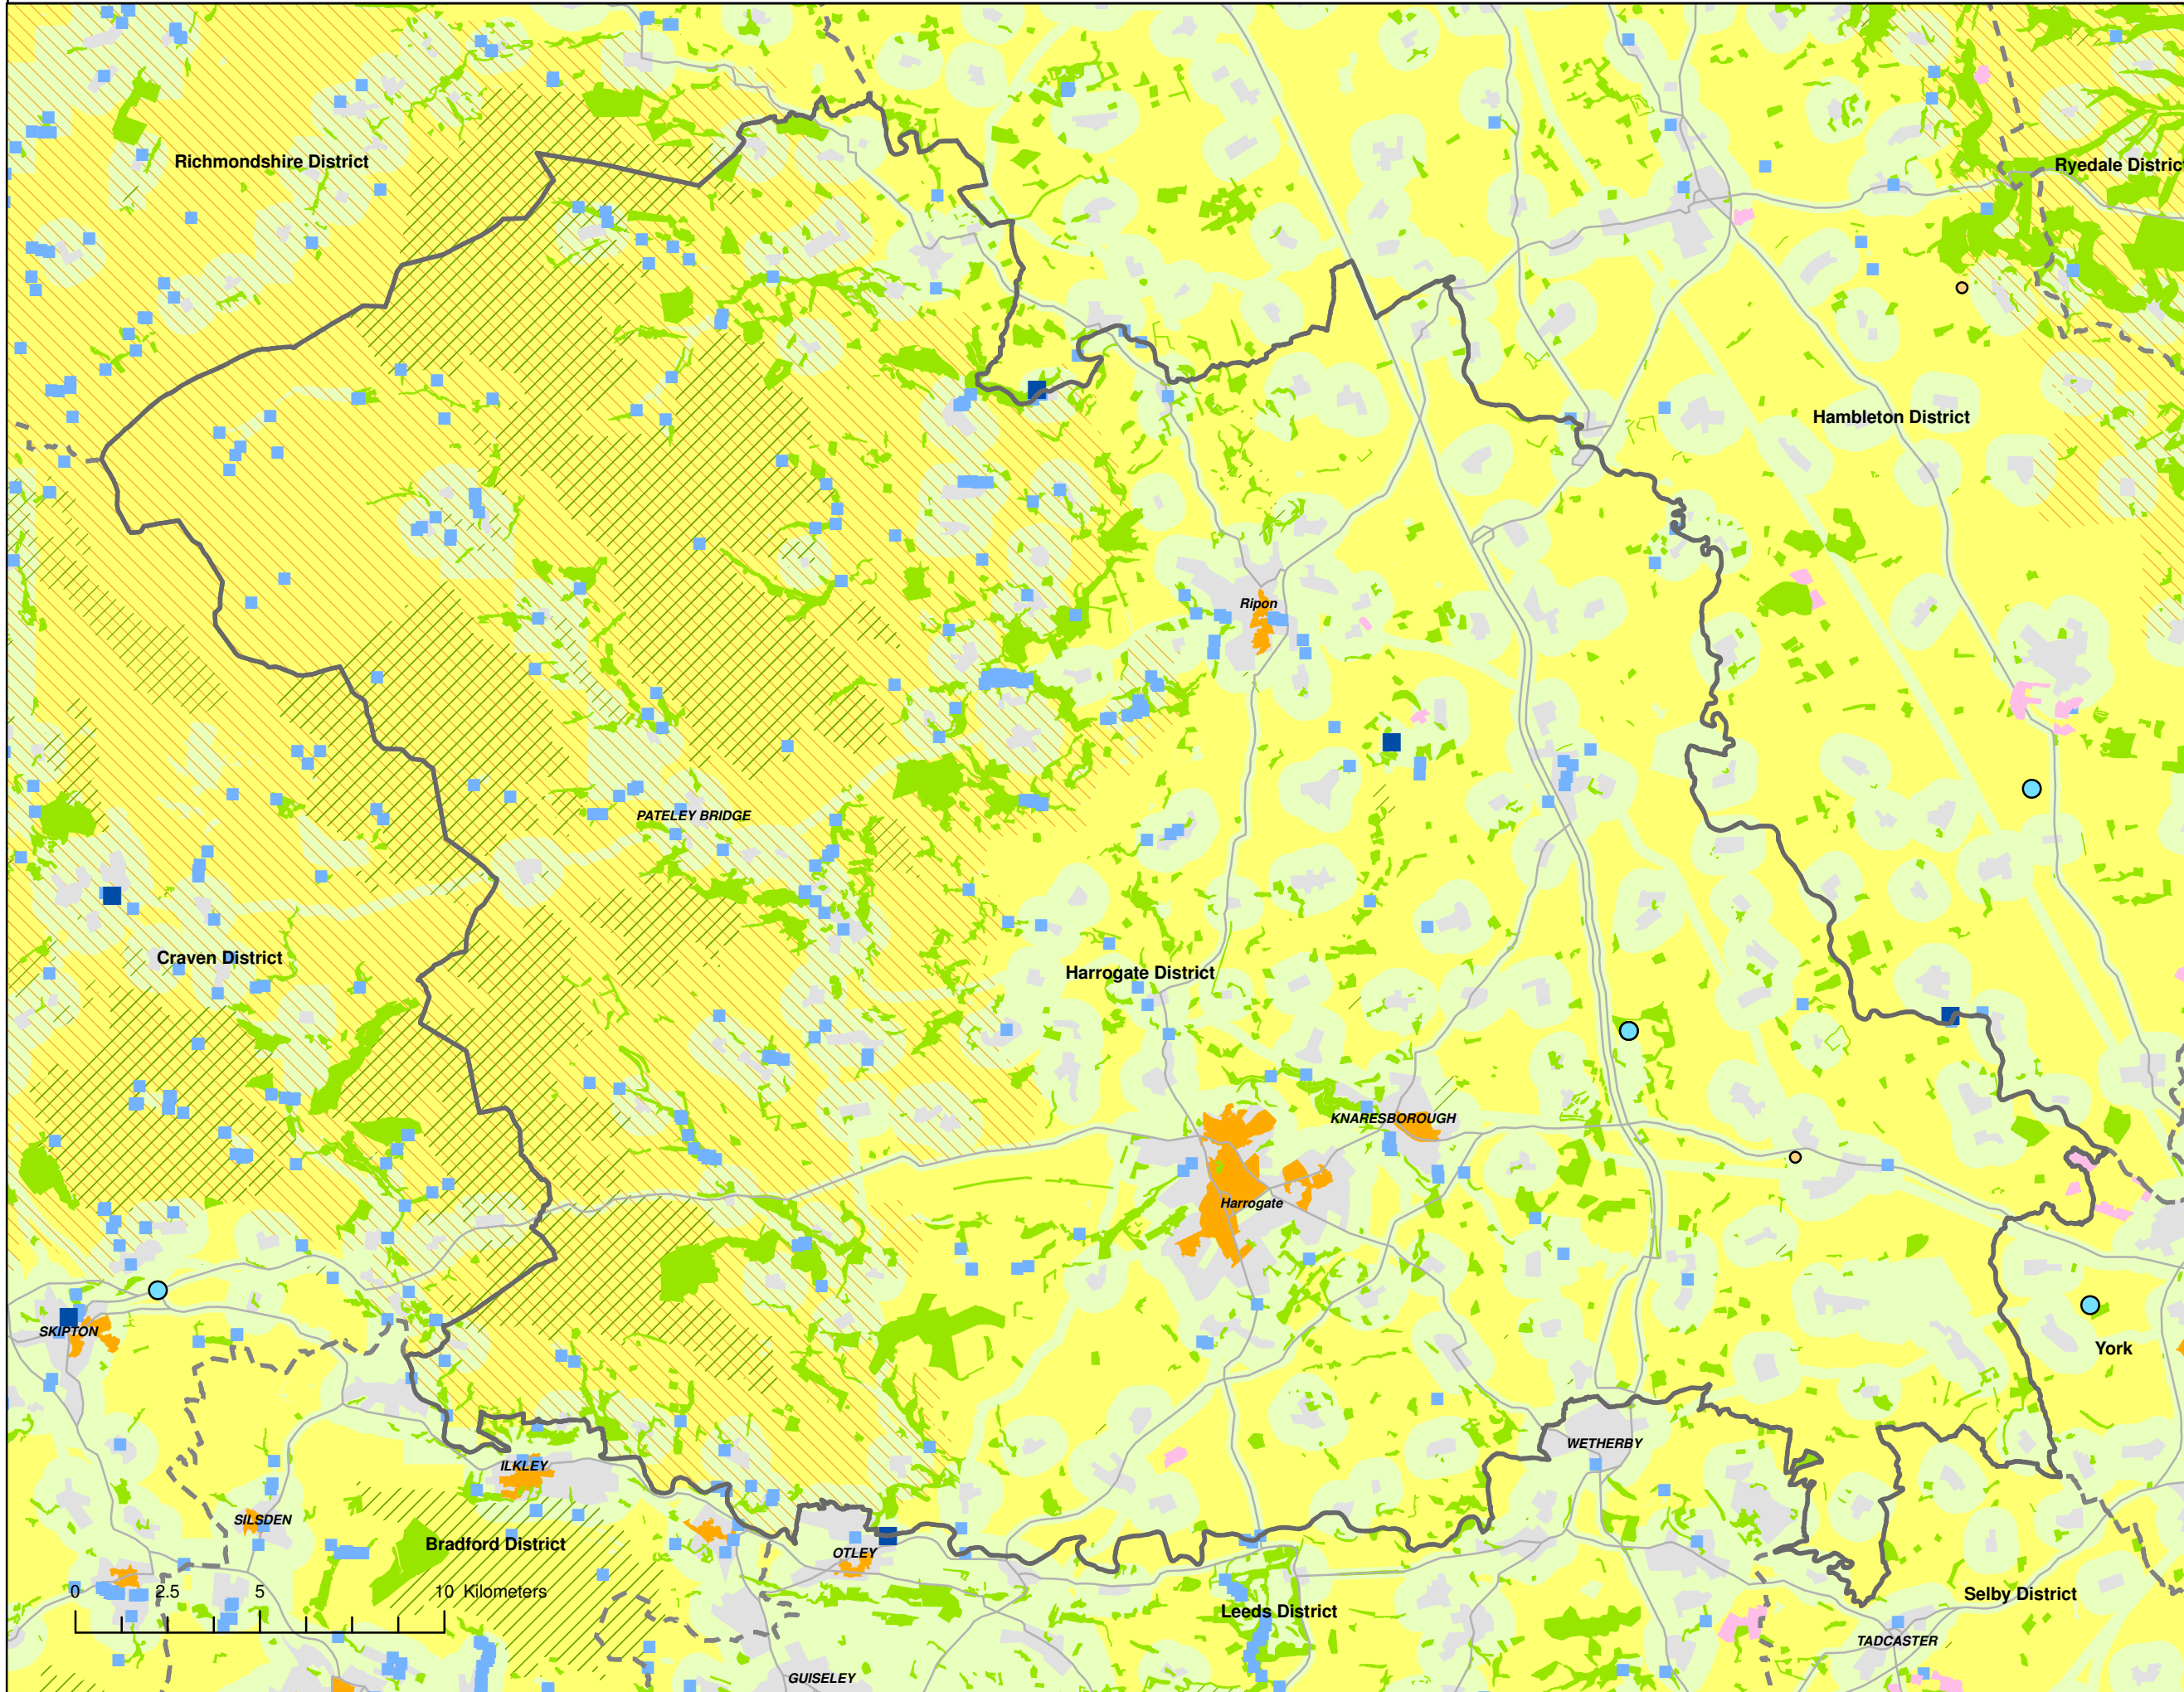 Richmondshire District
Ryedale District
Hambleton District
Ripon
PATELEY BRIDGE
Craven District
Harrogate District
KNARESBOROUGH
Harrogate
SKIPTON
York
WETHERBY
ILKLEY
SILSDEN
Bradford District
OTLEY
0 2.5 5 10 Kilometers
Selby District
Leeds District
TADCASTER
GUISELEY